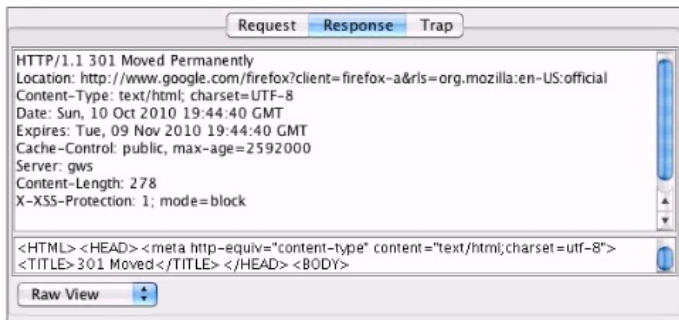 Request Response Trap
HTTP/1.1 301 Moved Permanently
Location: http://www.google.com/firefox?client=firefox-a&rls=org.mozilla:en-US:official
Content-Type: text/html; charset=UTF-8
Date: Sun, 10 Oct 2010 19:44:40 GMT
Expires: Tue, 09 Nov 2010 19:44:40 GMT
Cache-Control: public, max-age=2592000
Server: gws
Content-Length: 278
X-XSS-Protection: 1; mode=block
<HTML> <HEAD> <meta http-equiv="content-type" content="text/html;charset=utf-8">
<TITLE> 301 Moved</TITLE> </HEAD> <BODY>
Raw View